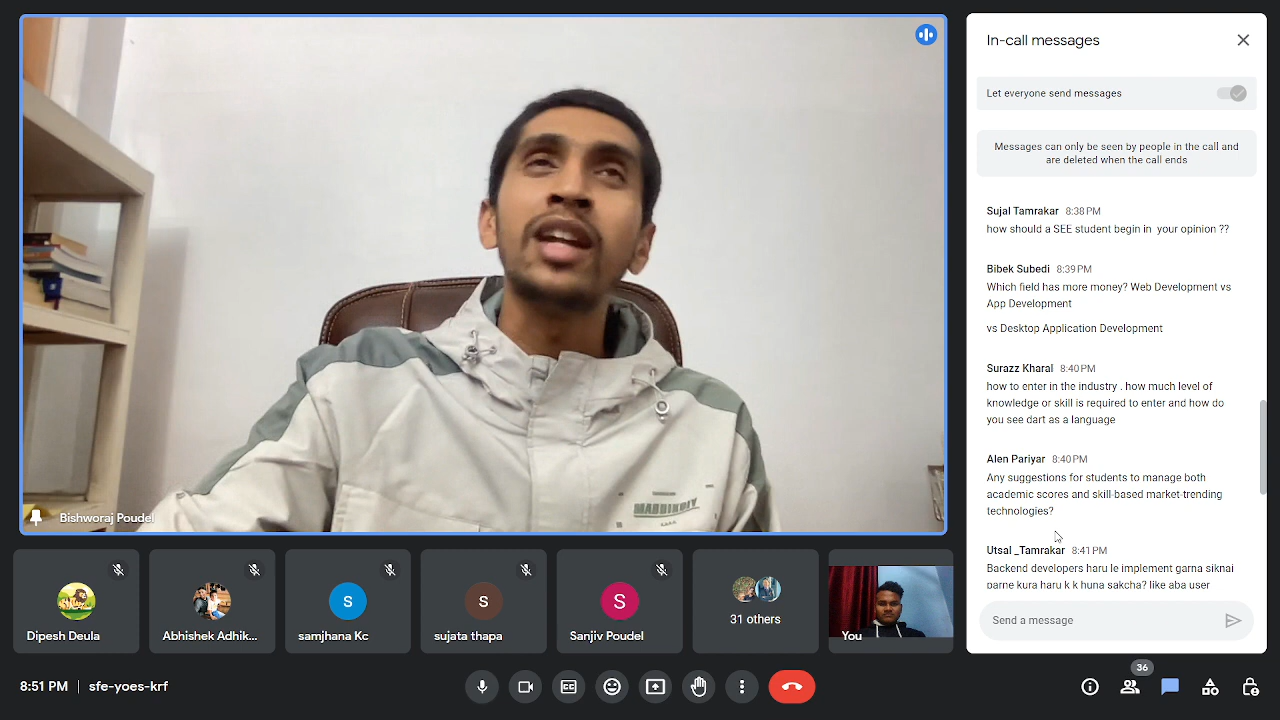 In-call messages
Let everyone send messages
Messages can only be seen by people in the call and
are deleted when the call ends
Sujal Tamrakar 8:38 PM
how should a SEE student begin in your opinion ??
Bibek Subedi 8:39 PM
Which field has more money? Web Development vs
App Development
vs Desktop Application Development
Surazz Kharal 8:40 PM
how to enter in the industry . how much level of
knowledge or skill is required to enter and how do
you see dart as a language
Alen Pariyar 8:40 PM
Any suggestions for students to manage both
academic scores and skill-based market trending
technologies?
Utsal _Tamrakar 8:41 PM
Backend developers haru le implement garna siknai
parne kura haru k k huna sakcha? like aba user
Send a message
Bishworaj Poudel
Dipesh Deula
Abhishek Adhik...
S
samjhana Kc
S
sujata thapa
S
Sanjiv Poudel
31 others
You
8:51 PM | sfe-yoes-krf
36